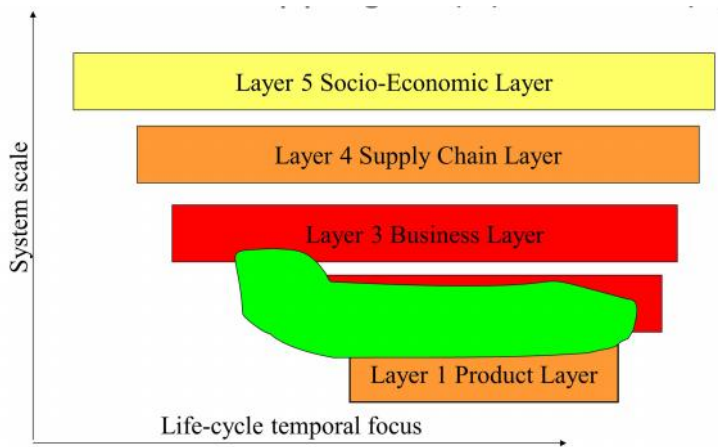 System scale
Layer 5 Socio-Economic Layer
Layer 4 Supply Chain Layer
Layer 3 Business Layer
Layer 1 Product Layer
Life-cycle temporal focus